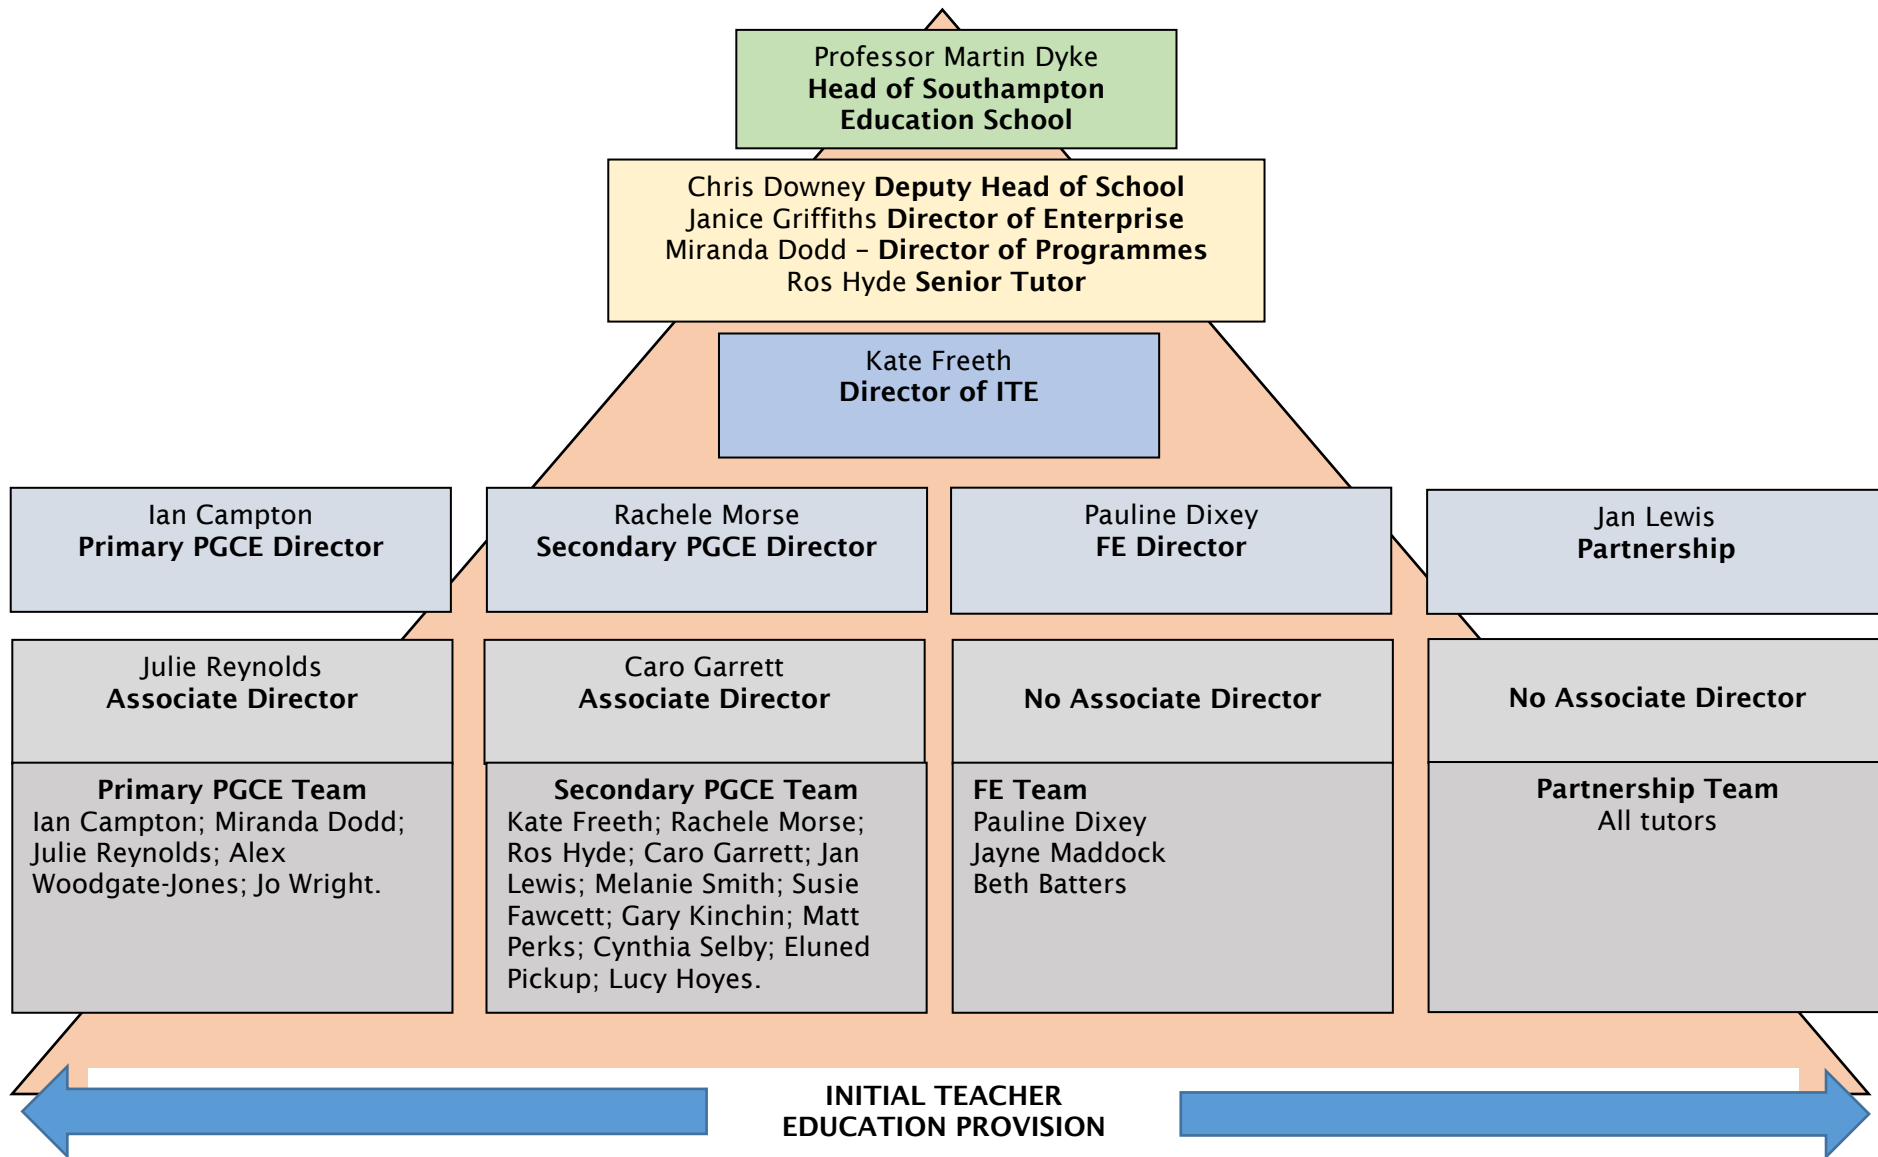 Professor Martin Dyke
Head of Southampton
Education School
Chris Downey Deputy Head of School
Janice Griffiths Director of Enterprise
Miranda Dodd – Director of Programmes
Ros Hyde Senior Tutor
Kate Freeth
Director of ITE
Ian Campton
Primary PGCE Director
Rachele Morse
Secondary PGCE Director
Pauline Dixey
FE Director
Jan Lewis
Partnership
Julie Reynolds
Associate Director
Caro Garrett
Associate Director
No Associate Director
No Associate Director
Primary PGCE Team
Ian Campton; Miranda Dodd;
Julie Reynolds; Alex
Woodgate-Jones; Jo Wright.
Secondary PGCE Team
Kate Freeth; Rachele Morse;
Ros Hyde; Caro Garrett; Jan
Lewis; Melanie Smith; Susie
Fawcett; Gary Kinchin; Matt
Perks; Cynthia Selby; Eluned
Pickup; Lucy Hoyes.
FE Team
Pauline Dixey
Jayne Maddock
Beth Batters
Partnership Team
All tutors
INITIAL TEACHER
EDUCATION PROVISION